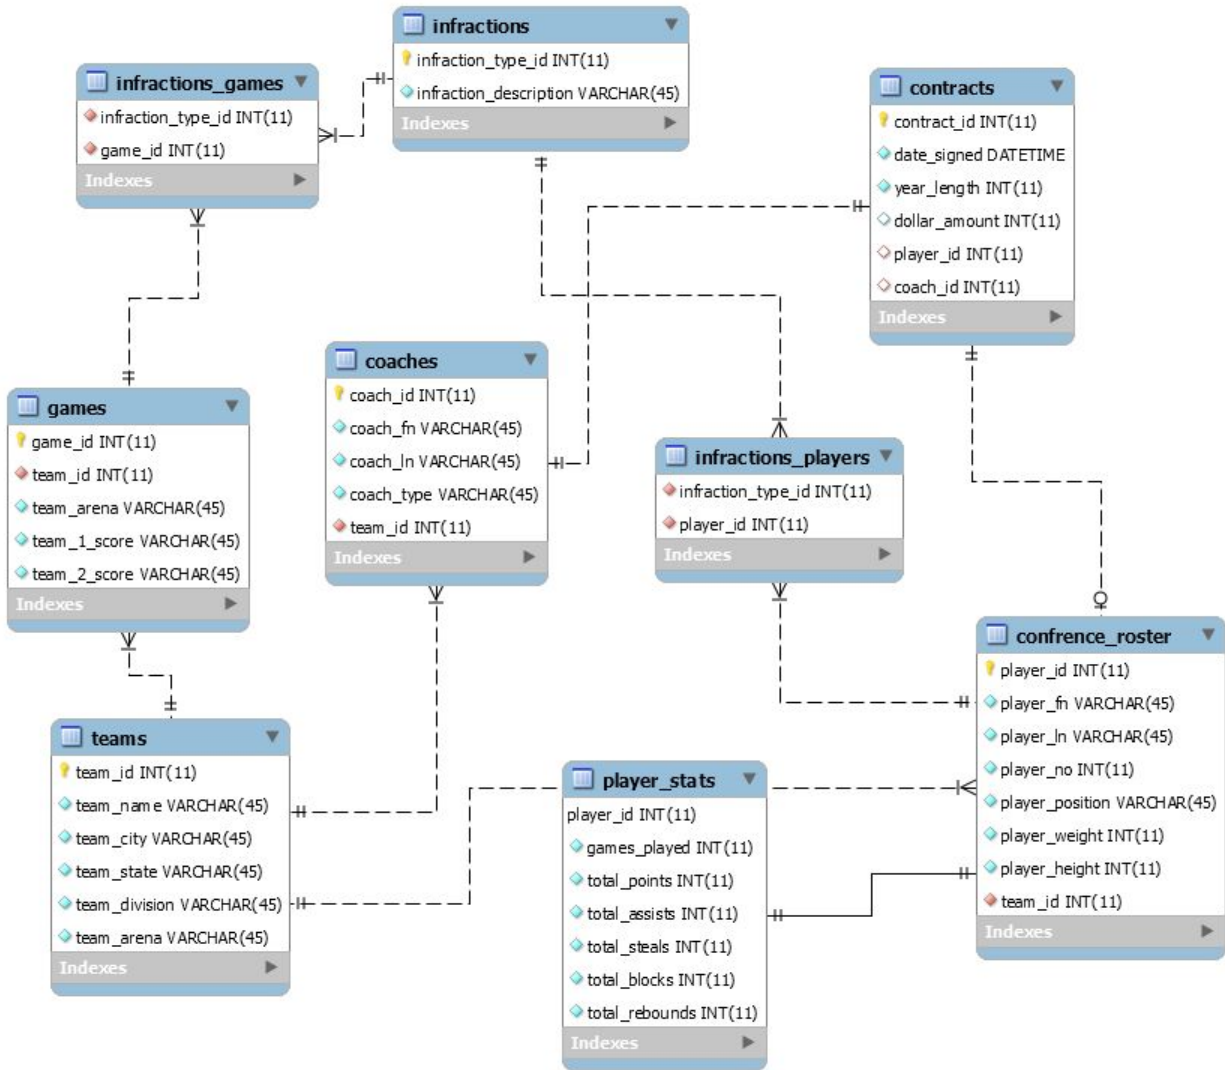 infractions
infraction_type_id INT(11)
infraction_description VARCHAR(45)
Indexes
infractions_games
infraction_type_id INT(11)
game_id INT(11)
Indexes
contracts
contract_id INT(11)
date_signed DATETIME
year_length INT(11)
dollar_amount INT(11)
player_id INT(11)
coach_id INT(11)
Indexes
coaches
coach_id INT(11)
coach_fn VARCHAR(45)
coach_ln VARCHAR(45)
coach_type VARCHAR(45)
team_id INT(11)
Indexes
games
game_id INT(11)
team_id INT(11)
team_arena VARCHAR(45)
team_1_score VARCHAR(45)
team_2_score VARCHAR(45)
Indexes
infractions_players
infraction_type_id INT(11)
player_id INT(11)
Indexes
confrence_roster
player_id INT(11)
player_fn VARCHAR(45)
player_ln VARCHAR(45)
player_no INT(11)
player_position VARCHAR(45)
player_weight INT(11)
player_height INT(11)
team_id INT(11)
Indexes
teams
team_id INT(11)
team_name VARCHAR(45)
team_city VARCHAR(45)
team_state VARCHAR(45)
team_division VARCHAR(45)
team_arena VARCHAR(45)
Indexes
player_stats
player_id INT(11)
games_played INT(11)
total_points INT(11)
total_assists INT(11)
total_steals INT(11)
total_blocks INT(11)
total_rebounds INT(11)
Indexes